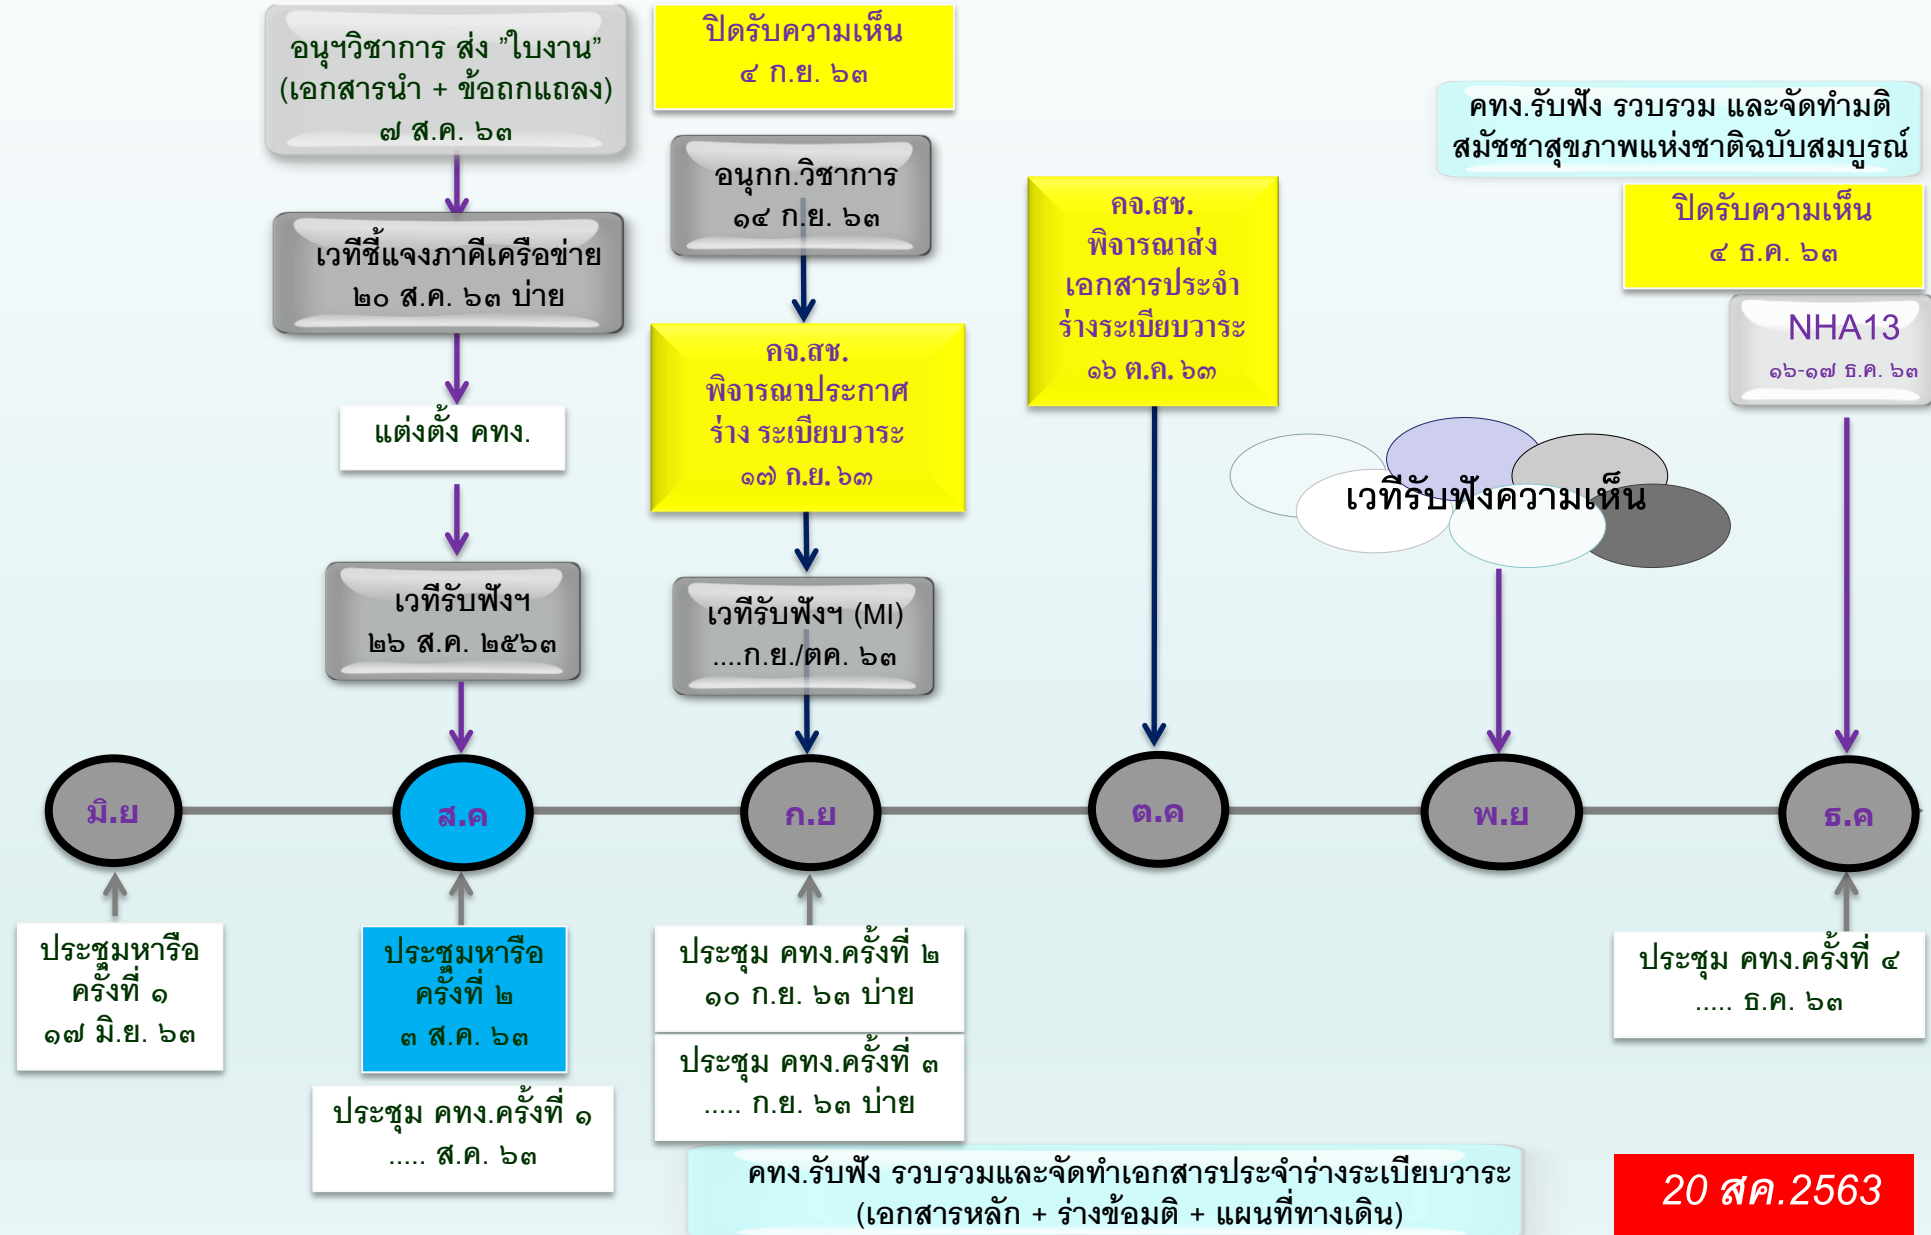 อนุฯวิชาการ ส่ง "ใบงาน"
(เอกสารนำ + ข้อถกแถลง)
๗ ส.ค. ๖๓
เวทีชี้แจงภาคีเครือข่าย
๒๐ ส.ค. ๖๓ บ่าย
แต่งตั้ง คทง.
เวทีรับฟังฯ
๒๖ ส.ค. ๒๕๖๓
ปิดรับความเห็น
๔ ก.ย. ๖๓
อนุกก.วิชาการ
๑๔ ก.ย. ๖๓
คจ.สช.
พิจารณาประกาศ
ร่าง ระเบียบวาระ
๑๗ ก.ย. ๖๓
เวทีรับฟังฯ (MI)
....ก.ย./ตค. ๖๓
คจ.สช.
พิจารณาส่ง
เอกสารประจำ
ร่างระเบียบวาระ
๑๖ ต.ค. ๖๓
คทง.รับฟัง รวบรวม และจัดทำมติ
สมัชชาสุขภาพแห่งชาติฉบับสมบูรณ์
ปิดรับความเห็น
๔ ธ.ค. ๖๓
NHA13
๑๖-๑๗ ธ.ค. ๖๓
เวทีรับฟังความเห็น
มิ.ย
ส.ค
ก.ย
ต.ค
พ.ย
ธ.ค
ประชุมหารือ
ครั้งที่ ๑
๑๗ มิ.ย. ๖๓
ประชุมหารือ
ครั้งที่ ๒
๓ ส.ค. ๖๓
ประชุม คทง.ครั้งที่ ๑
..... ส.ค. ๖๓
ประชุม คทง.ครั้งที่ ๒
๑๐ ก.ย. ๖๓ บ่าย
ประชุม คทง.ครั้งที่ ๓
..... ก.ย. ๖๓ บ่าย
ประชุม คทง.ครั้งที่ ๔
..... ธ.ค. ๖๓
คทง.รับฟัง รวบรวมและจัดทำเอกสารประจำร่างระเบียบวาระ
(เอกสารหลัก + ร่างข้อมติ + แผนที่ทางเดิน)
20 สค.2563